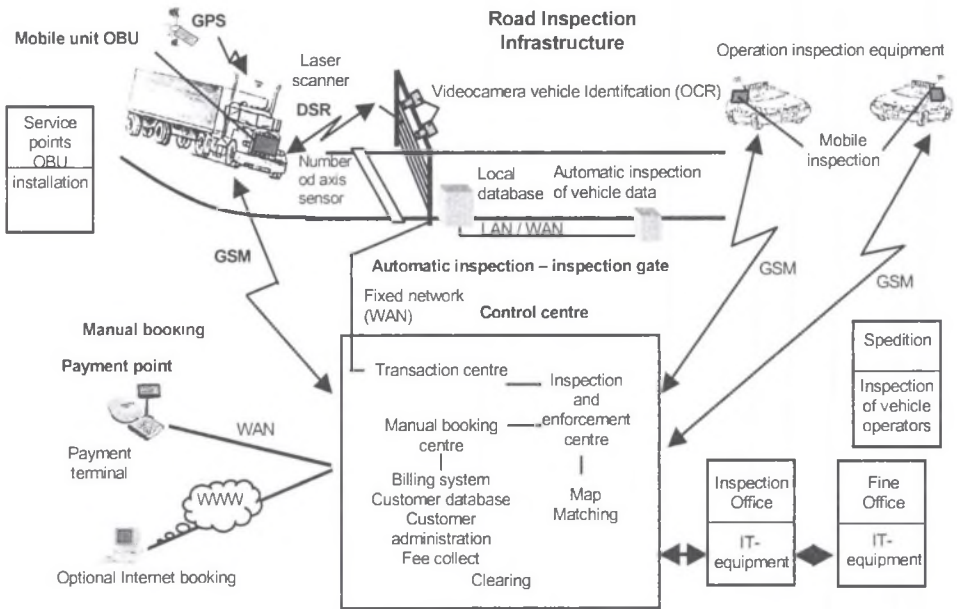 Road Inspection
Infrastructure
GPS
Mobile unit OBU
Operation inspection equipment
Laser
scanner
DSR
Videocamera vehicle Identifcation (OCR)
Service
points
OBU
installation
Mobile
inspection
Number
od axis
sensor
Local
database
Automatic inspection
of vehicle data
LAN / WAN
GSM
GSM
GSM
Automatic inspection – inspection gate
Fixed network
(WAN)
Control centre
Manual booking
Payment point
Transaction centre
Inspection
and
enforcement
centre
Spedition
Inspection
of vehicle
operators
WAN
Payment
terminal
Manual booking
centre
Billing system
Customer database
Customer
administration
Fee collect
Clearing
Map
Matching
WWW
Optional Internet booking
Inspection
Office
IT-
equipment
Fine
Office
IT-
equipment